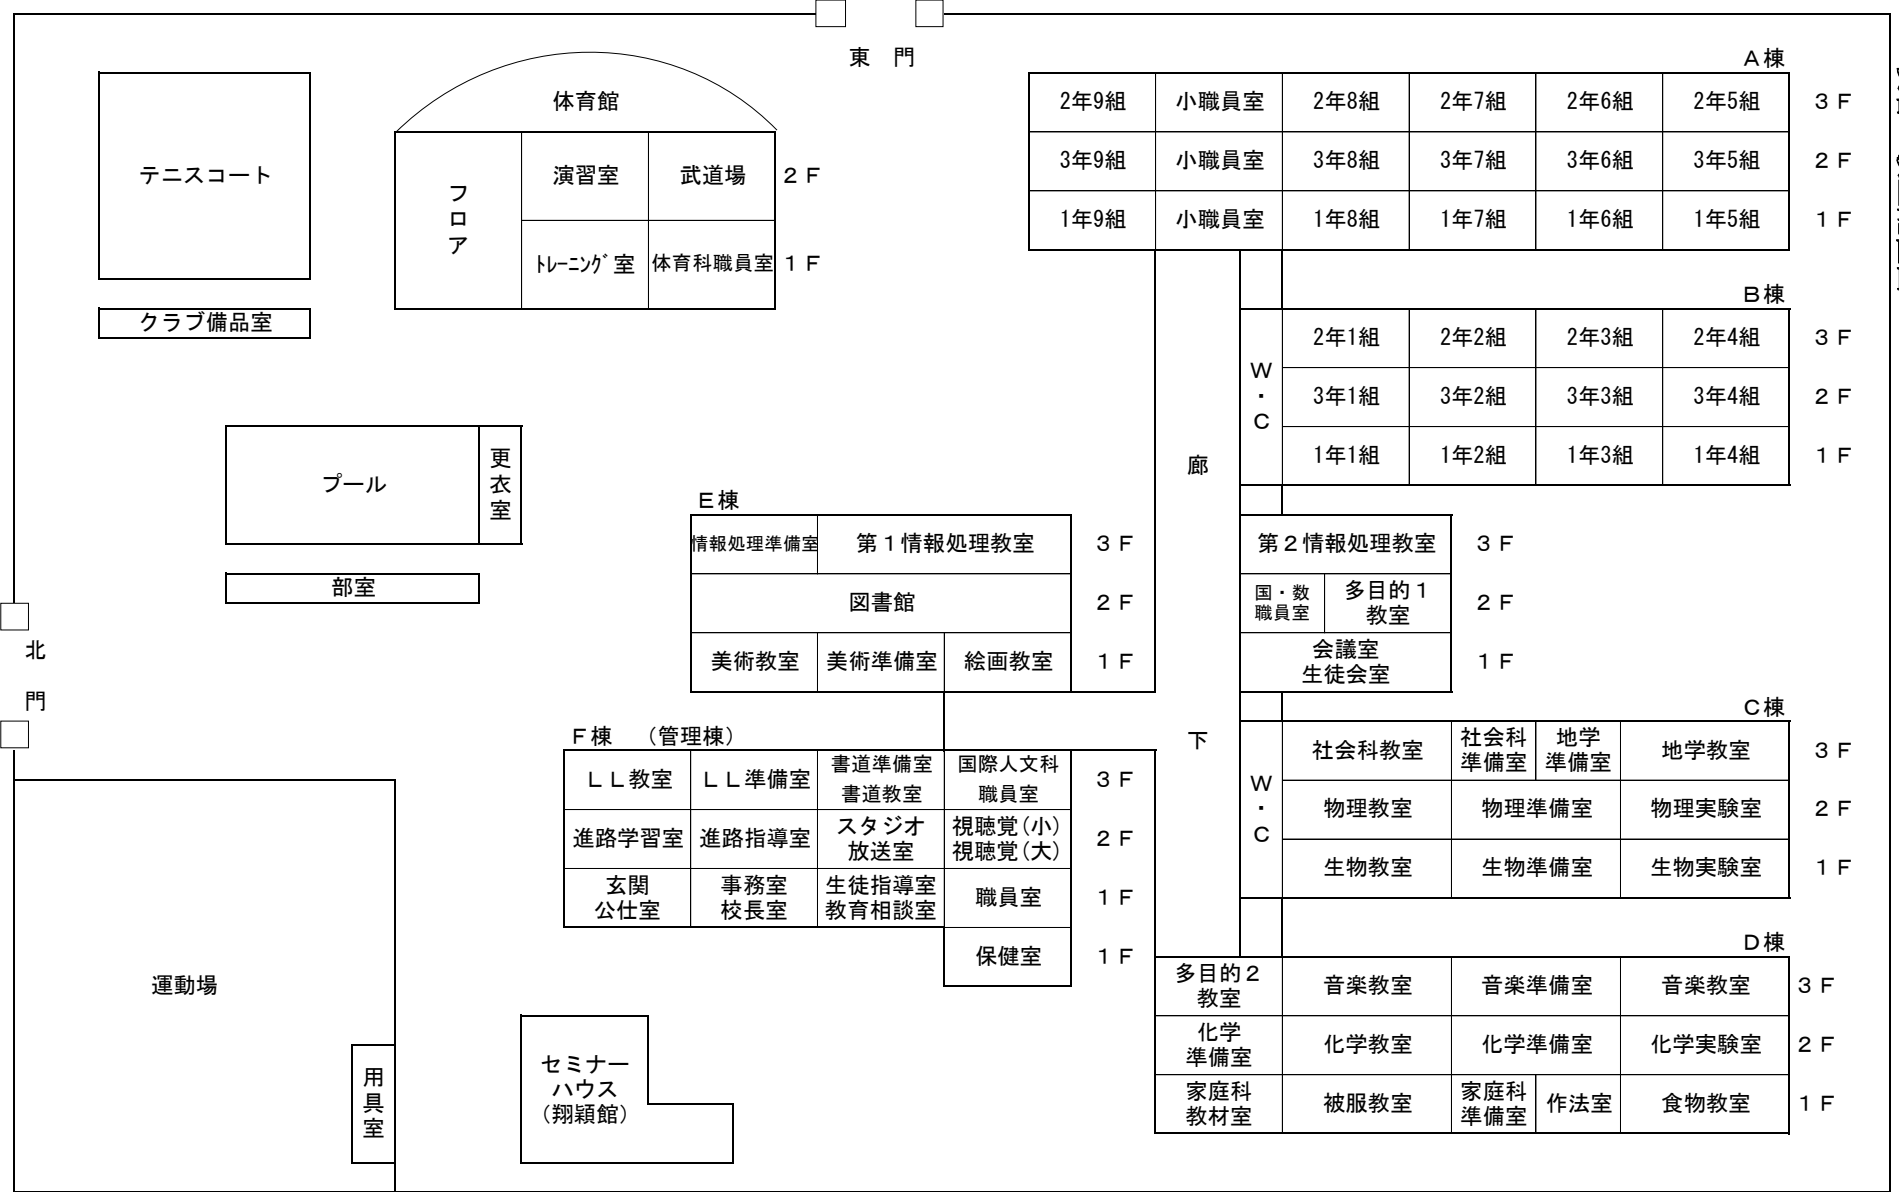 東 門
A棟
体育館
2年9組 小職員室 2年8組 2年7組 2年6組 2年5組 3F
3年9組 小職員室 3年8組 3年7組 3年6組 3年5組 2F
1年9組 小職員室 1年8組 1年7組 1年6組 1年5組 1F
テニスコート
フロア
演習室 武道場 2F
トレーニング室 体育科職員室 1F
クラブ備品室
B棟
W・C
2年1組 2年2組 2年3組 2年4組 3F
3年1組 3年2組 3年3組 3年4組 2F
1年1組 1年2組 1年3組 1年4組 1F
プール
更衣室
部室
廊下
E棟
情報処理準備室 第1情報処理教室 3F
図書館 2F
美術教室 美術準備室 絵画教室 1F
第2情報処理教室 3F
国・数
職員室
多目的1
教室
2F
会議室
生徒会室
1F
北門
C棟
W・C
社会科教室
社会科
準備室
地学
準備室
地学教室
3F
物理教室 物理準備室 物理実験室 2F
生物教室 生物準備室 生物実験室 1F
F棟 (管理棟)
LL教室 LL準備室
書道準備室
書道教室
国際人文科
職員室
3F
進路学習室 進路指導室
スタジオ
放送室
視聴覚(小)
視聴覚(大)
2F
玄関
公仕室
事務室
校長室
生徒指導室
教育相談室
職員室
1F
保健室 1F
D棟
多目的2
教室
音楽教室 音楽準備室 音楽教室 3F
化学
準備室
化学教室 化学準備室 化学実験室 2F
家庭科
教材室
被服教室
家庭科
準備室
作法室
食物教室
1F
運動場
用具室
セミナー
ハウス
(翔穎館)